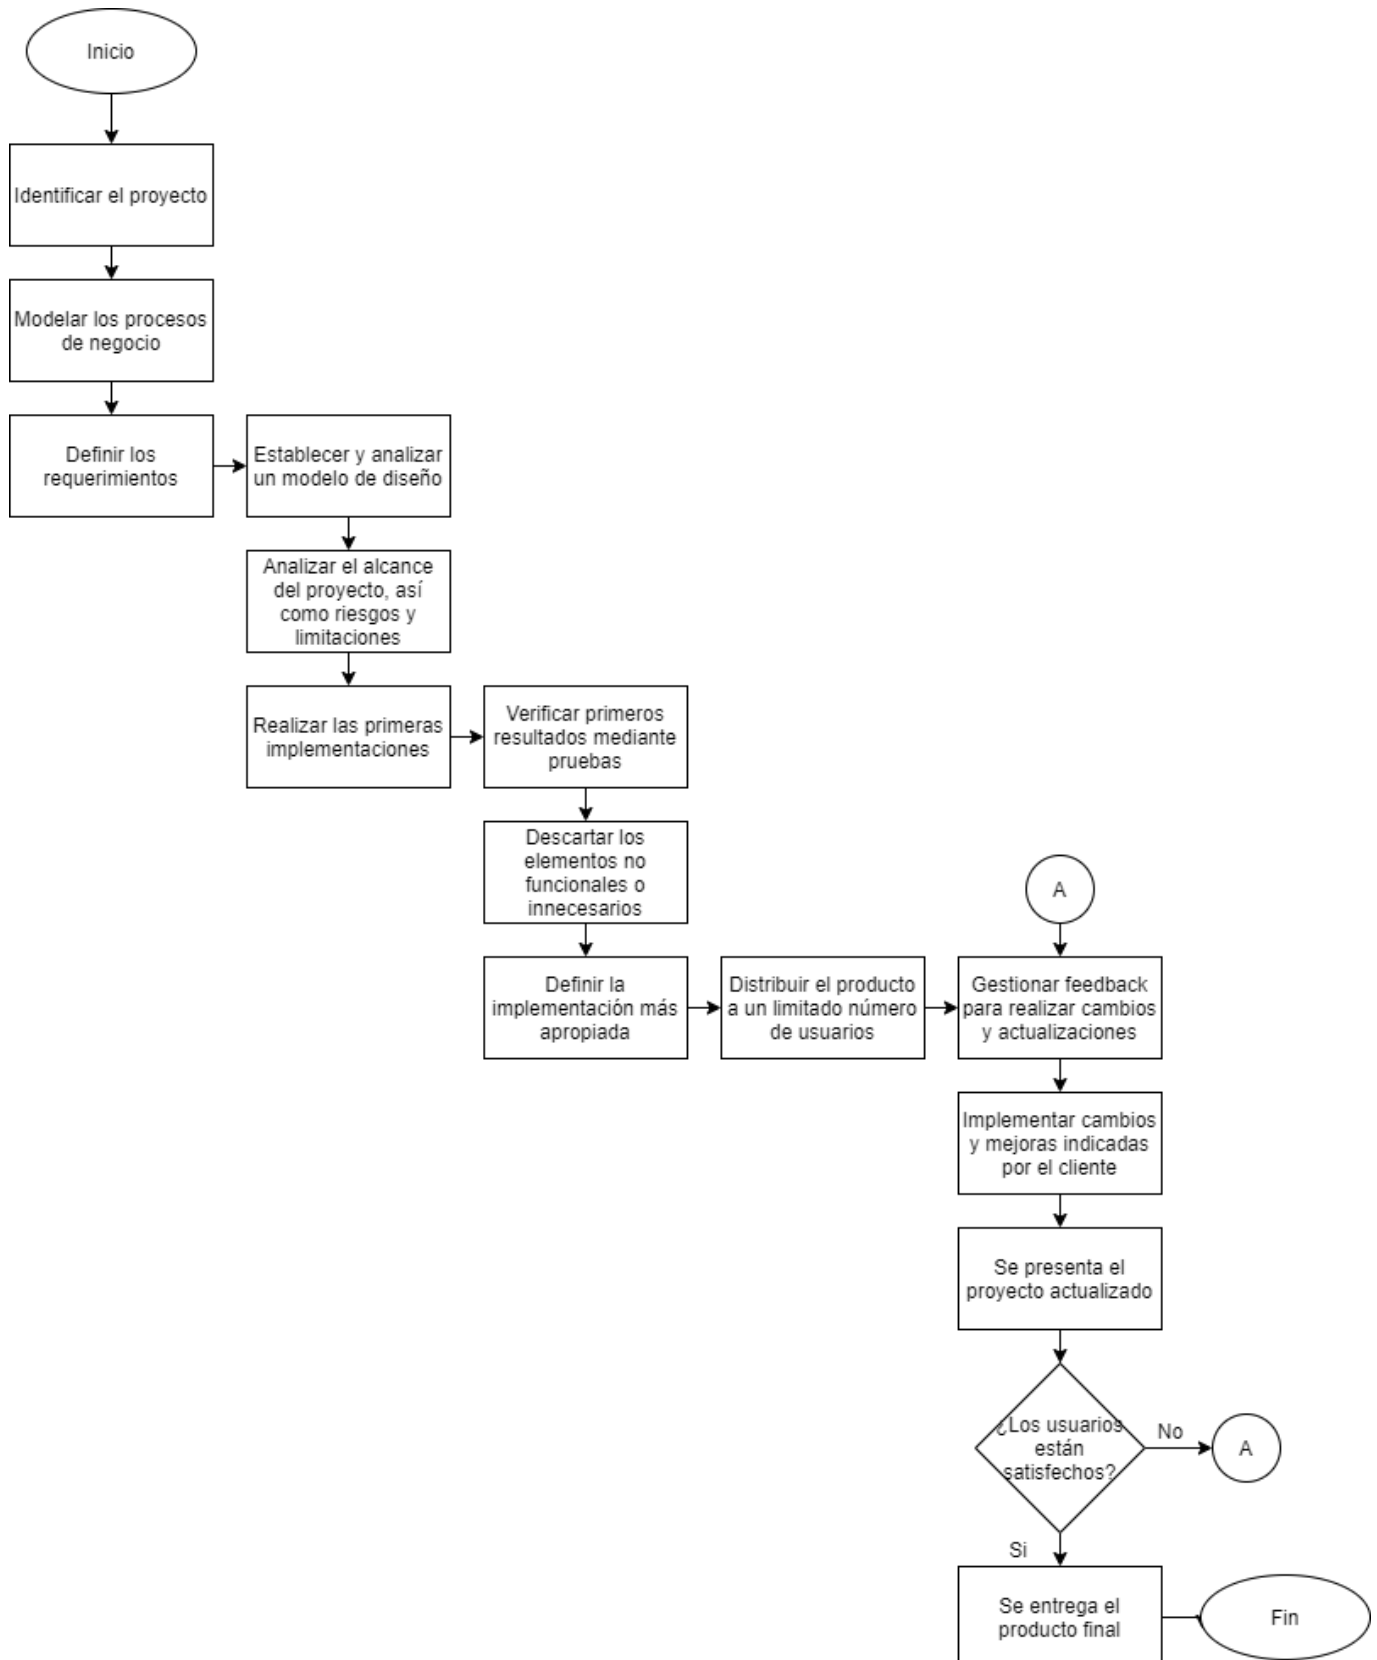 Inicio
Identificar el proyecto
Modelar los procesos
de negocio
Definir los
requerimientos
Establecer y analizar
un modelo de diseño
Analizar el alcance
del proyecto, así
como riesgos y
limitaciones
Realizar las primeras
implementaciones
Verificar primeros
resultados mediante
pruebas
Descartar los
elementos no
funcionales o
innecesarios
Definir la
implementación más
apropiada
Distribuir el producto
a un limitado número
de usuarios
A
Gestionar feedback
para realizar cambios
y actualizaciones
Implementar cambios
y mejoras indicadas
por el cliente
Se presenta el
proyecto actualizado
¿Los usuarios
están
satisfechos?
No
A
Si
Se entrega el
producto final
Fin